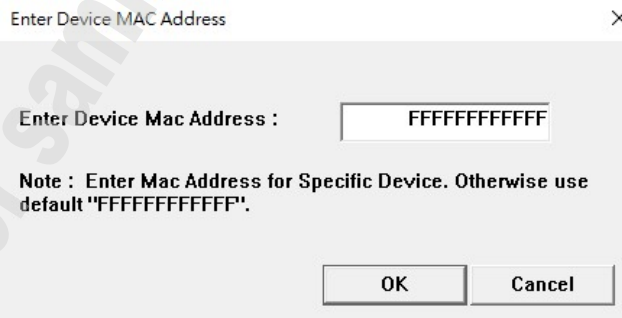 Enter Device MAC Address
Enter Device Mac Address :
FFFFFFFFFFFF
Note :  Enter Mac Address for Specific Device. Otherwise use
default "FFFFFFFFFFFF".
OK
Cancel